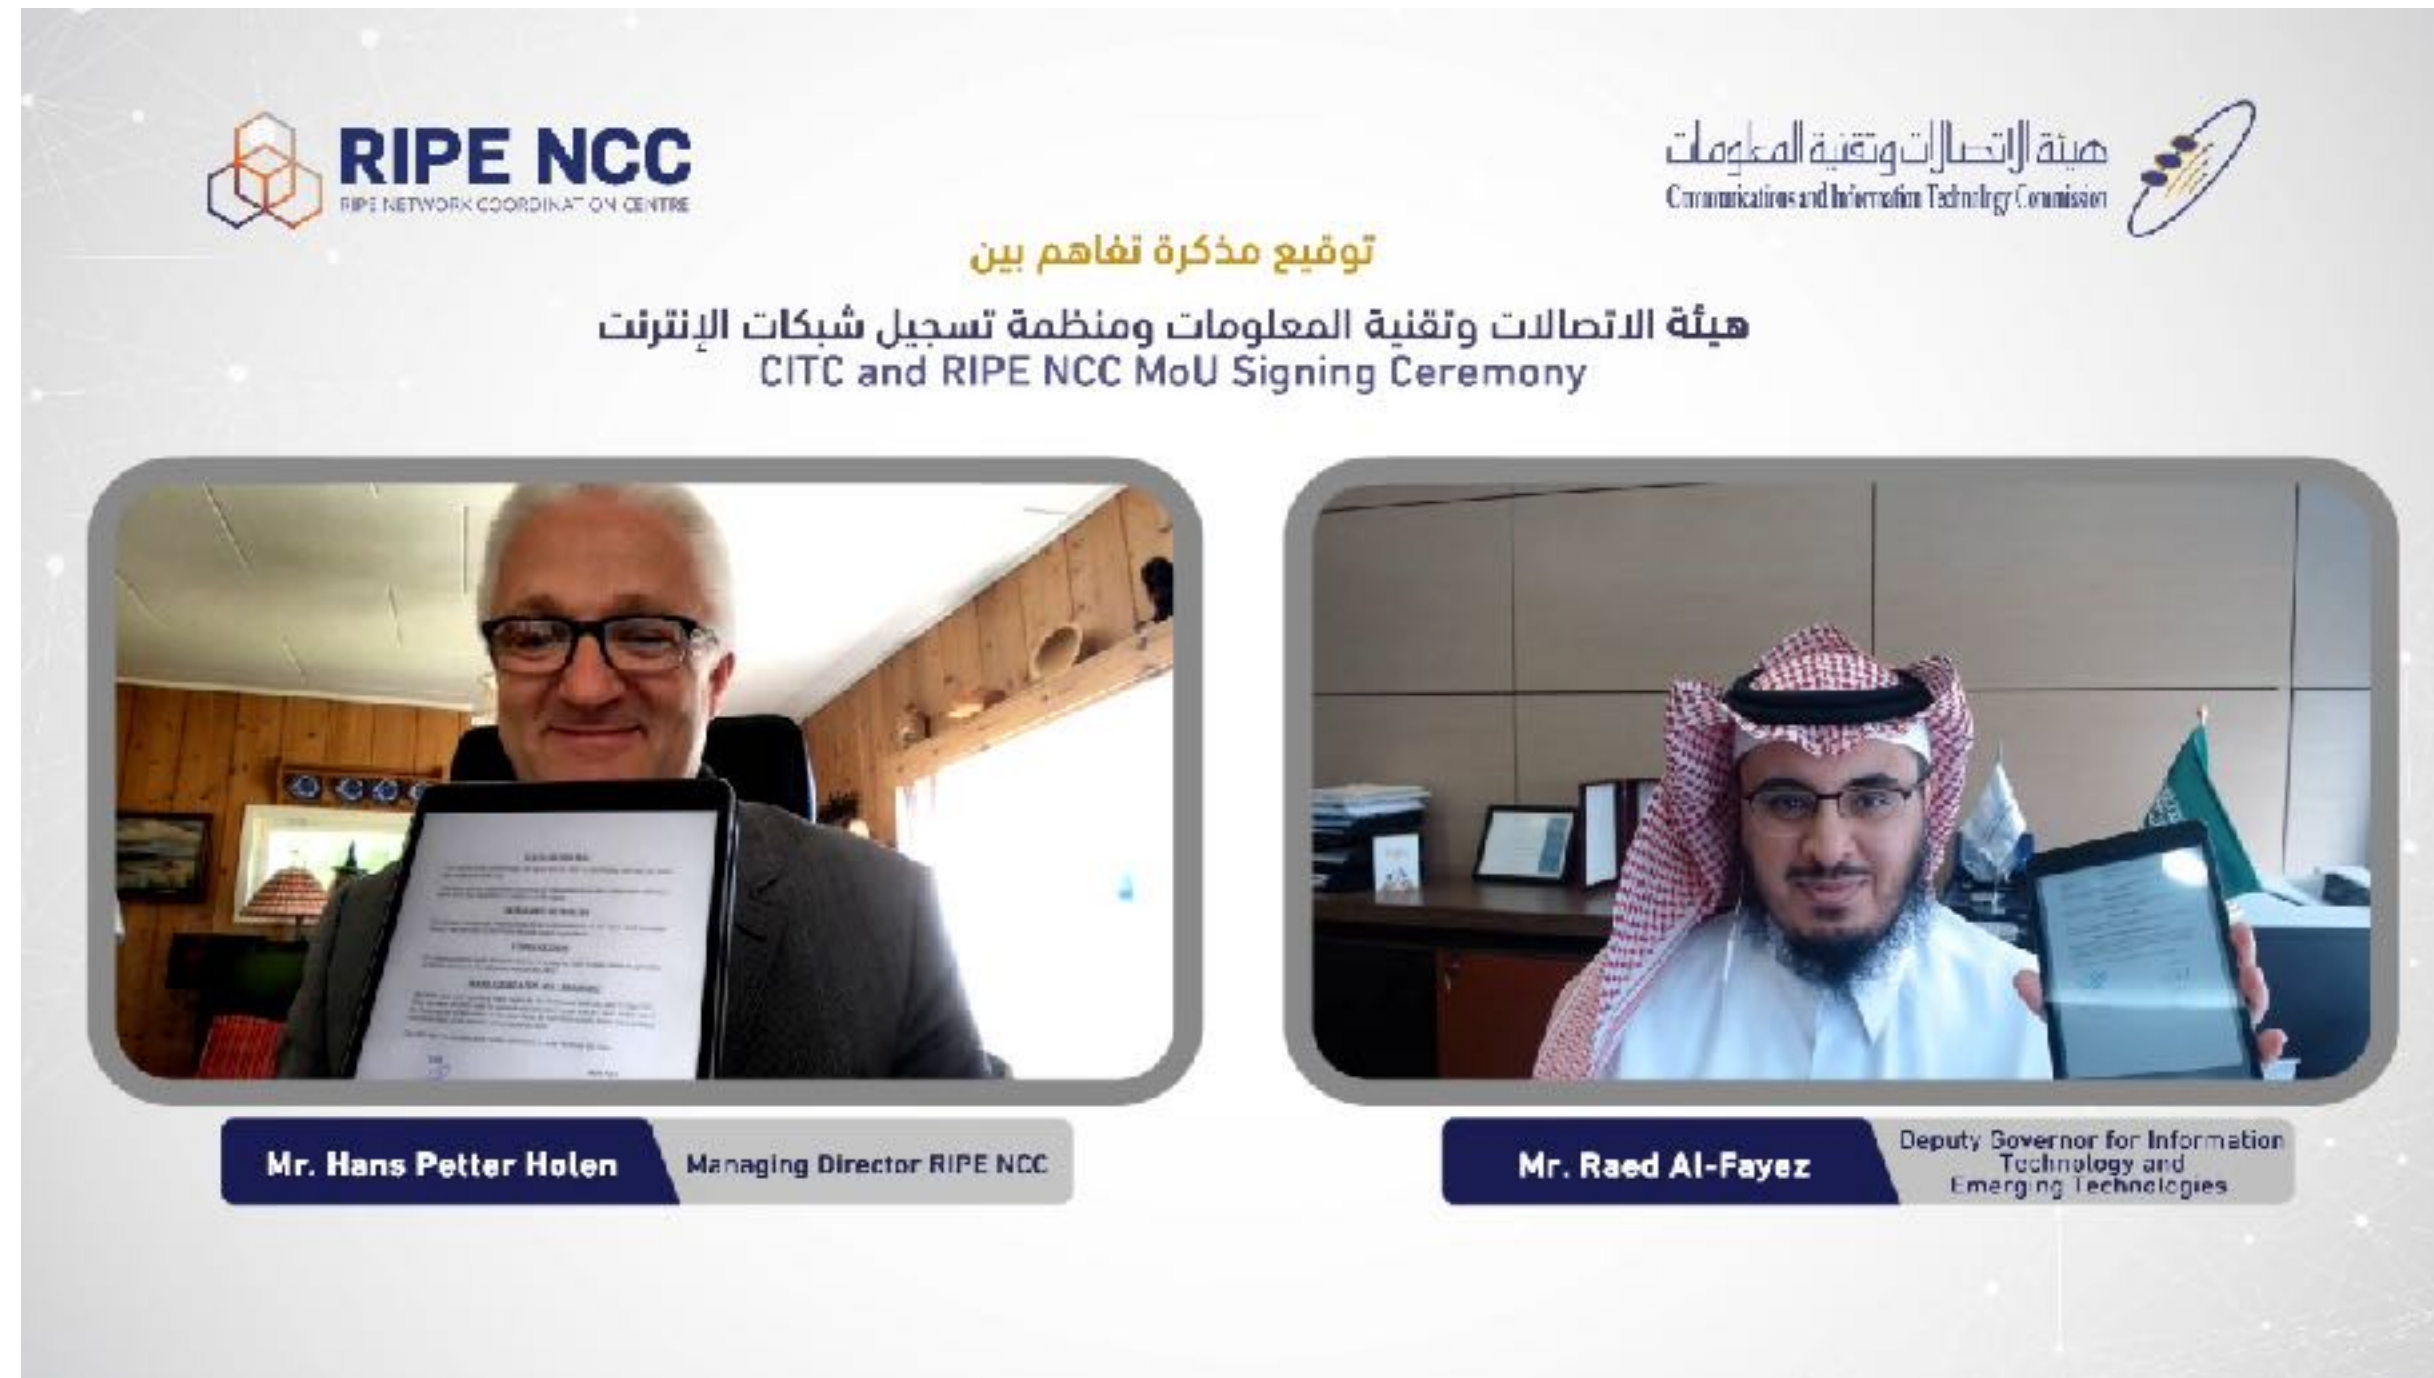 RIPE NCC
RIPE NETWORK COORDINATION CENTRE
هيئة الاتصالات وتقنية المعلومات
Communications and Information Technology Commission
توقيع مذكرة تفاهم بين
هيئة الاتصالات وتقنية المعلومات ومنظمة تسجيل شبكات الإنترنت
CITC and RIPE NCC MoU Signing Ceremony
Mr. Hans Petter Holen
Managing Director RIPE NCC
Mr. Raed Al-Fayez
Deputy Governor for Information
Technology and
Emerging Technologies